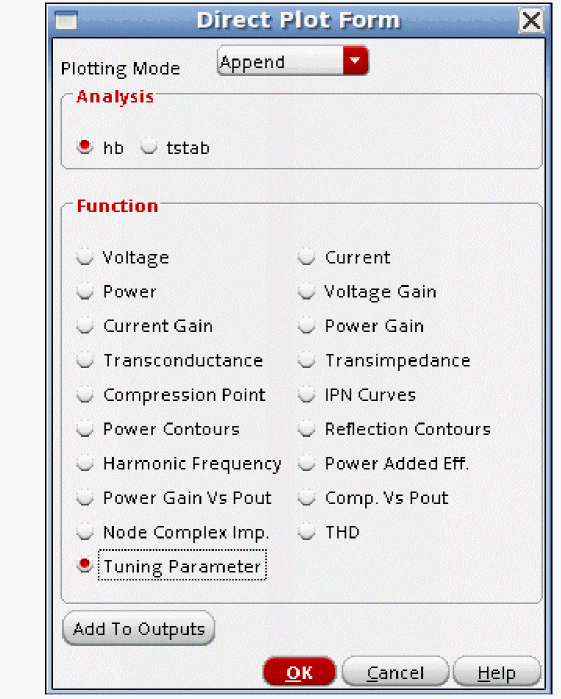 Direct Plot Form
Plotting Mode Append
Analysis
hb tstab
Function
Voltage Current
Power Voltage Gain
Current Gain Power Gain
Transconductance Transimpedance
Compression Point IPN Curves
Power Contours Reflection Contours
Harmonic Frequency Power Added Eff.
Power Gain Vs Pout Comp. Vs Pout
Node Complex Imp. THD
Tuning Parameter
Add To Outputs
OK Cancel Help